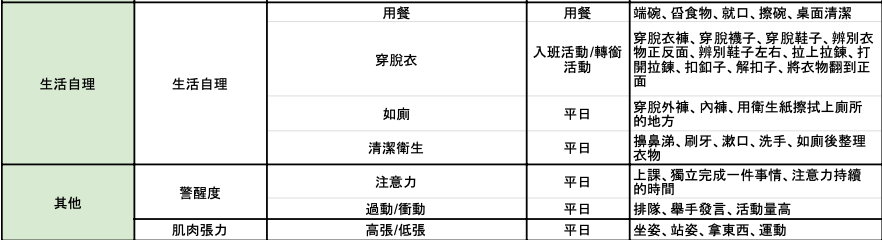 用餐
用餐
端碗、舀食物、就口、擦碗、桌面清潔
生活自理
生活自理
穿脫衣
入班活動/轉銜
活動
穿脫衣褲、穿脫襪子、穿脫鞋子、辨別衣
物正反面、辨別鞋子左右、拉上拉鍊、打
開拉鍊、扣釦子、解扣子、將衣物翻到正
面
如廁
平日
穿脫外褲、內褲、用衛生紙擦拭上廁所
的地方
清潔衛生
平日
擤鼻涕、刷牙、漱口、洗手、如廁後整理
衣物
其他
警醒度
注意力
平日
上課、獨立完成一件事情、注意力持續
的時間
過動/衝動
平日
排隊、舉手發言、活動量高
肌肉張力
高張/低張
平日
坐姿、站姿、拿東西、運動